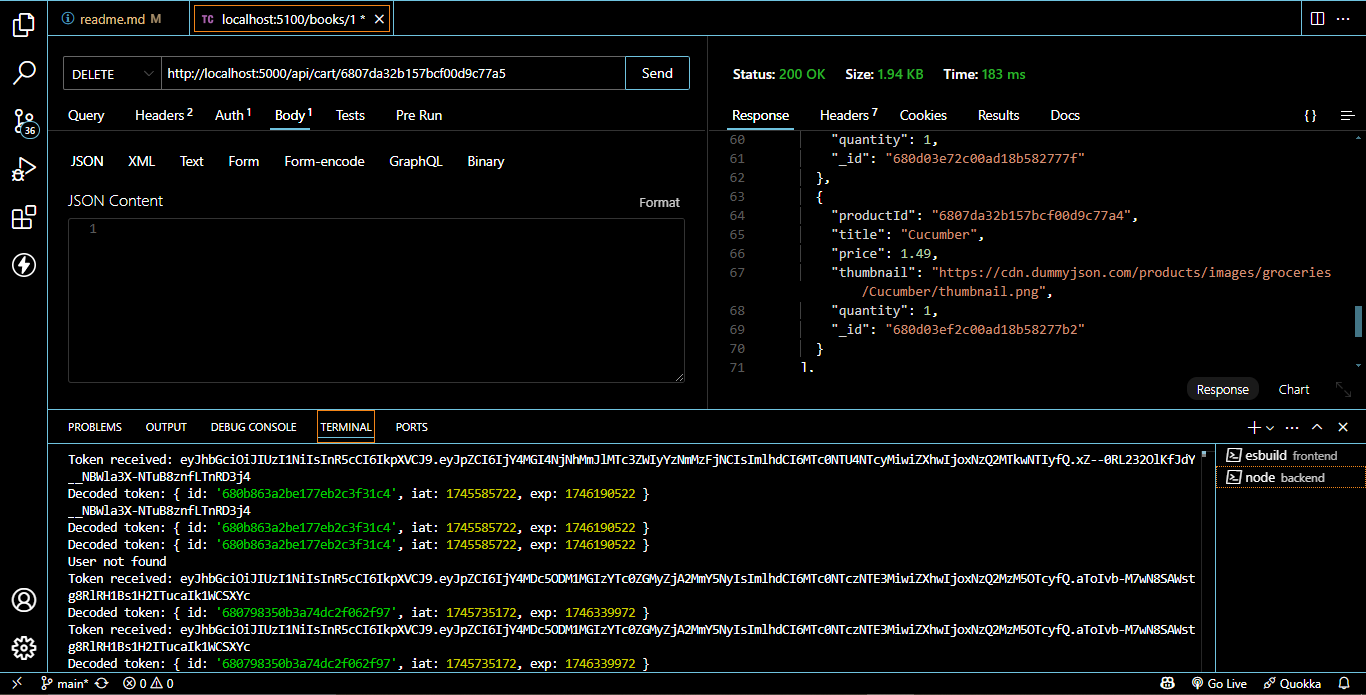 readme.md M
TC localhost:5100/books/1 *
DELETE
http://localhost:5000/api/cart/6807da32b157bcf00d9c77a5
Send
Query
Headers 2
Auth 1
Body 1
Tests
Pre Run
JSON
XML
Text
Form
Form-encode
GraphQL
Binary
JSON Content
Format
1
Status: 200 OK
Size: 1.94 KB
Time: 183 ms
Response
Headers 7
Cookies
Results
Docs
{}
60 "quantity": 1,
61 "_id": "680d03e72c00ad18b582777f"
62 },
63 {
64 "productId": "6807da32b157bcf00d9c77a4",
65 "title": "Cucumber",
66 "price": 1.49,
67 "thumbnail": "https://cdn.dummyjson.com/products/images/groceries
/Cucumber/thumbnail.png",
68 "quantity": 1,
69 "_id": "680d03ef2c00ad18b58277b2"
70 }
71 ],
Response
Chart
36
PROBLEMS
OUTPUT
DEBUG CONSOLE
TERMINAL
PORTS
Token received: eyJhbGciOiJIUzI1NiIsInR5cCI6IkpXVCJ9.eyJpZCI6IjY4MGI4NjNhMmJlMTc3ZWIyYzNmMzFjNCIsImlhdCI6MTc0NTU4NTcyMiwiZXhwIjoxNzQ2MTkwNTIyfQ.xZ--0RL232OlKfJdY
__NBWla3X-NTuB8znfLTnRD3j4
Decoded token: { id: '680b863a2be177eb2c3f31c4', iat: 1745585722, exp: 1746190522 }
__NBWla3X-NTuB8znfLTnRD3j4
Decoded token: { id: '680b863a2be177eb2c3f31c4', iat: 1745585722, exp: 1746190522 }
Decoded token: { id: '680b863a2be177eb2c3f31c4', iat: 1745585722, exp: 1746190522 }
User not found
Token received: eyJhbGciOiJIUzI1NiIsInR5cCI6IkpXVCJ9.eyJpZCI6IjY4MDc5ODM1MGIzYTc0ZGMyZjA2MmY5NyIsImlhdCI6MTc0NTczNTE3MiwiZXhwIjoxNzQ2MzM5OTcyfQ.aToIvb-M7wN8SAWst
g8RlRH1Bs1H2ITucaIk1WCSXYc
Decoded token: { id: '680798350b3a74dc2f062f97', iat: 1745735172, exp: 1746339972 }
Token received: eyJhbGciOiJIUzI1NiIsInR5cCI6IkpXVCJ9.eyJpZCI6IjY4MDc5ODM1MGIzYTc0ZGMyZjA2MmY5NyIsImlhdCI6MTc0NTczNTE3MiwiZXhwIjoxNzQ2MzM5OTcyfQ.aToIvb-M7wN8SAWst
g8RlRH1Bs1H2ITucaIk1WCSXYc
Decoded token: { id: '680798350b3a74dc2f062f97', iat: 1745735172, exp: 1746339972 }
esbuild frontend
node backend
main*
0
0
Go Live
Quokka